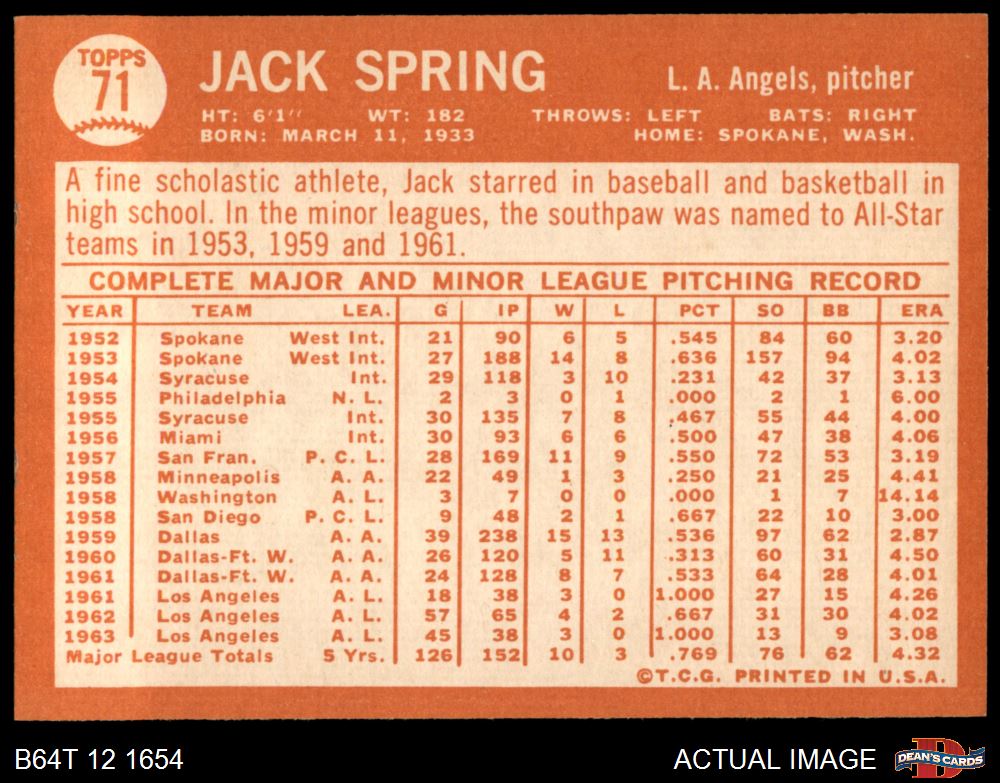 TOPPS
71
JACK SPRING
L. A. Angels, pitcher
HT: 6'1" WT: 182 THROWS: LEFT BATS: RIGHT
BORN: MARCH 11, 1933 HOME: SPOKANE, WASH.
A fine scholastic athlete, Jack starred in baseball and basketball in
high school. In the minor leagues, the southpaw was named to All-Star
teams in 1953, 1959 and 1961.
COMPLETE MAJOR AND MINOR LEAGUE PITCHING RECORD
YEAR TEAM LEA. G IP W L PCT SO BB ERA
1952 Spokane West Int. 21 90 6 5 .545 84 60 3.20
1953 Spokane West Int. 27 188 14 8 .636 157 94 4.02
1954 Syracuse Int. 29 118 3 10 .231 42 37 3.13
1955 Philadelphia N. L. 2 3 0 1 .000 2 1 6.00
1955 Syracuse Int. 30 135 7 8 .467 55 44 4.00
1956 Miami Int. 30 93 6 6 .500 47 38 4.06
1957 San Fran. P. C. L. 28 169 11 9 .550 72 53 3.19
1958 Minneapolis A. A. 22 49 1 3 .250 21 25 4.41
1958 Washington A. L. 3 7 0 0 .000 1 7 14.14
1958 San Diego P. C. L. 9 48 2 1 .667 22 10 3.00
1959 Dallas A. A. 39 238 15 13 .536 97 62 2.87
1960 Dallas-Ft. W. A. A. 26 120 5 11 .313 60 31 4.50
1961 Dallas-Ft. W. A. A. 24 128 8 7 .533 64 28 4.01
1961 Los Angeles A. L. 18 38 3 0 1.000 27 15 4.26
1962 Los Angeles A. L. 57 65 4 2 .667 31 30 4.02
1963 Los Angeles A. L. 45 38 3 0 1.000 13 9 3.08
Major League Totals 5 Yrs. 126 152 10 3 .769 76 62 4.32
©T.C.G. PRINTED IN U.S.A.
B64T 12 1654 ACTUAL IMAGE
D
DEAN'S CARDS